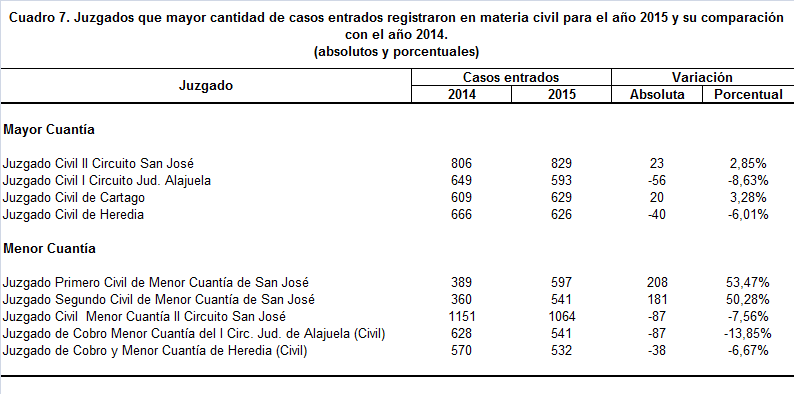 Cuadro 7. Juzgados que mayor cantidad de casos entrados registraron en materia civil para el año 2015 y su comparación
con el año 2014.
(absolutos y porcentuales)
Juzgado Casos entrados Variación
2014 2015 Absoluta Porcentual
Mayor Cuantía
Juzgado Civil II Circuito San José 806 829 23 2,85%
Juzgado Civil I Circuito Jud. Alajuela 649 593 -56 -8,63%
Juzgado Civil de Cartago 609 629 20 3,28%
Juzgado Civil de Heredia 666 626 -40 -6,01%
Menor Cuantía
Juzgado Primero Civil de Menor Cuantía de San José 389 597 208 53,47%
Juzgado Segundo Civil de Menor Cuantía de San José 360 541 181 50,28%
Juzgado Civil  Menor Cuantía II Circuito San José 1151 1064 -87 -7,56%
Juzgado de Cobro Menor Cuantía del I Circ. Jud. de Alajuela (Civil) 628 541 -87 -13,85%
Juzgado de Cobro y Menor Cuantía de Heredia (Civil) 570 532 -38 -6,67%